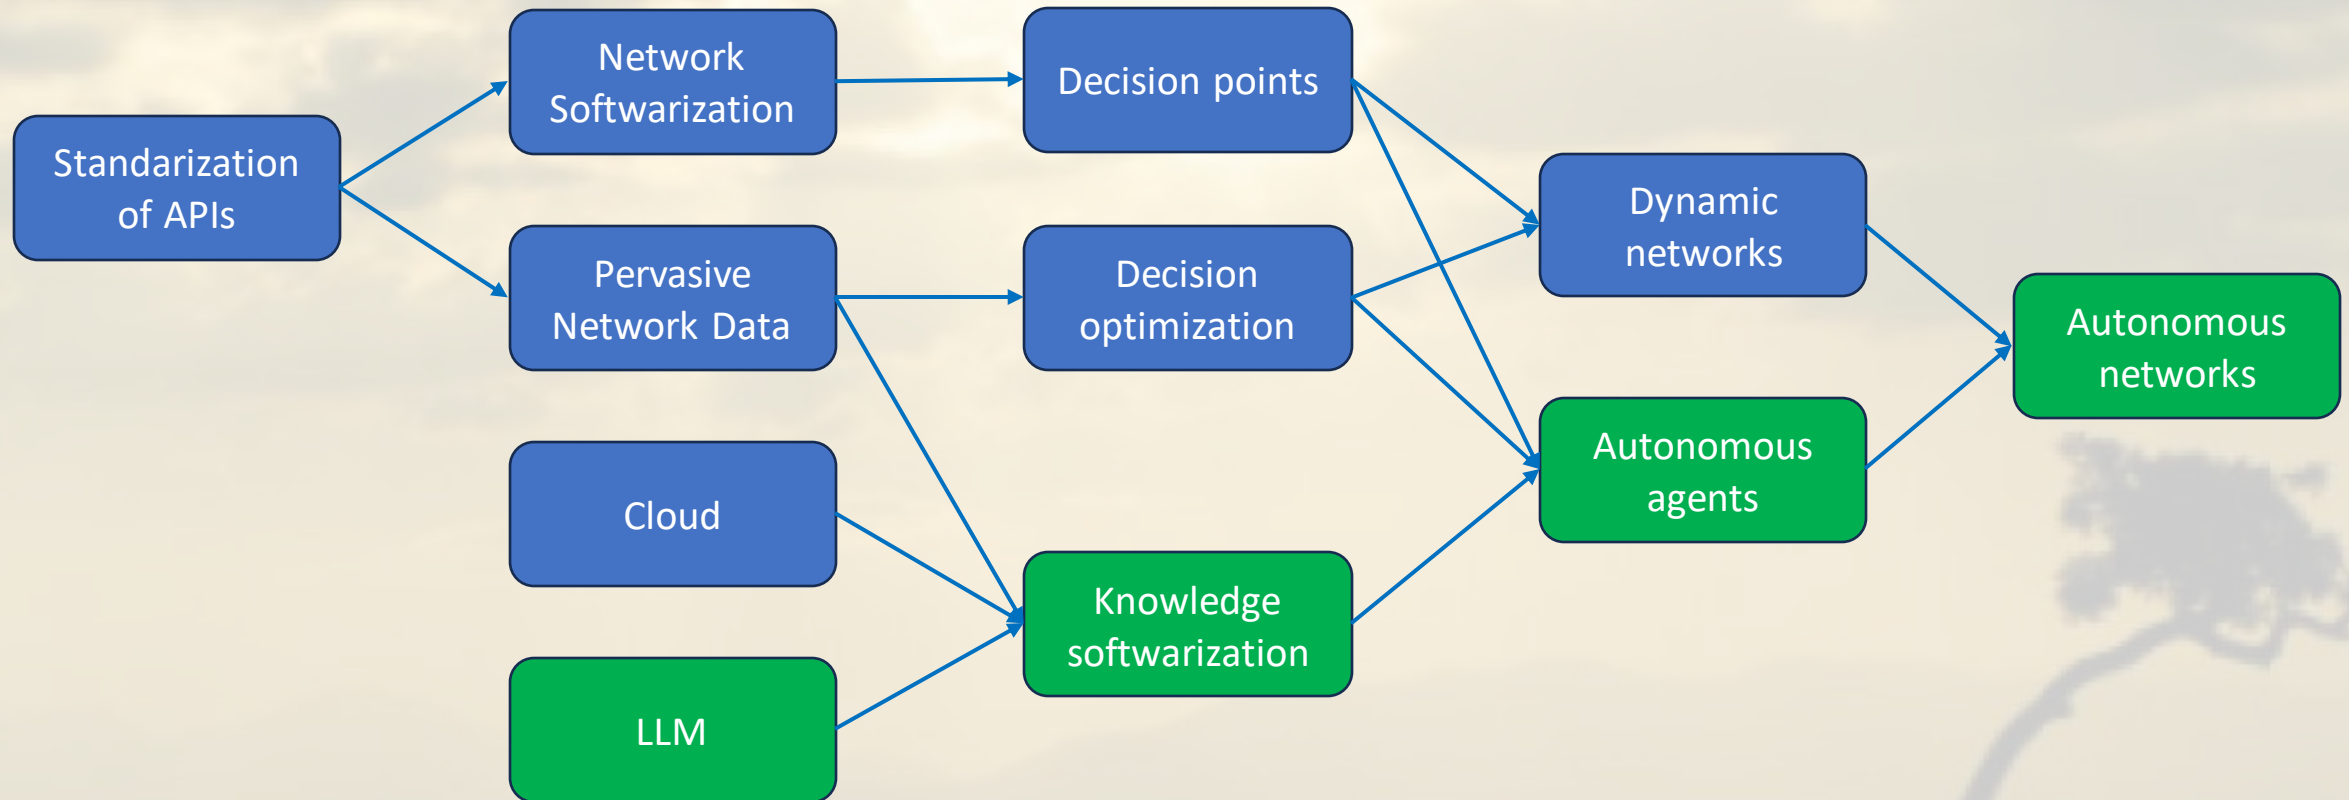 Standarization
of APIs
Network
Softwarization
Pervasive
Network Data
Cloud
LLM
Decision points
Decision
optimization
Knowledge
softwarization
Dynamic
networks
Autonomous
agents
Autonomous
networks